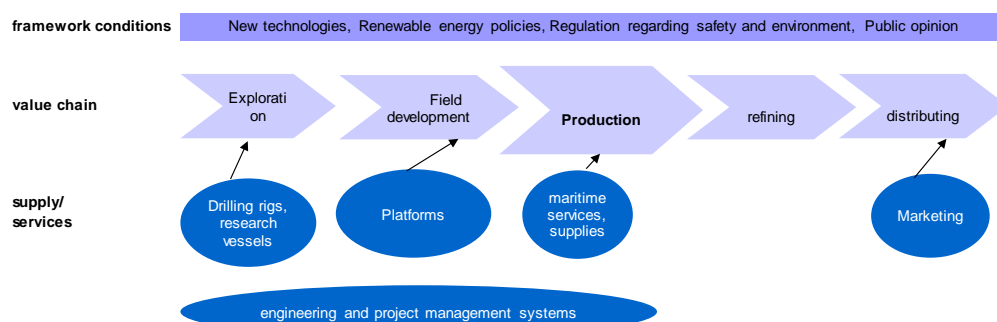 framework conditions
New technologies, Renewable energy policies, Regulation regarding safety and environment, Public opinion
value chain
Explorati
on
Field
development
Production
refining
distributing
supply/
services
Drilling rigs,
research
vessels
Platforms
maritime
services,
supplies
Marketing
engineering and project management systems